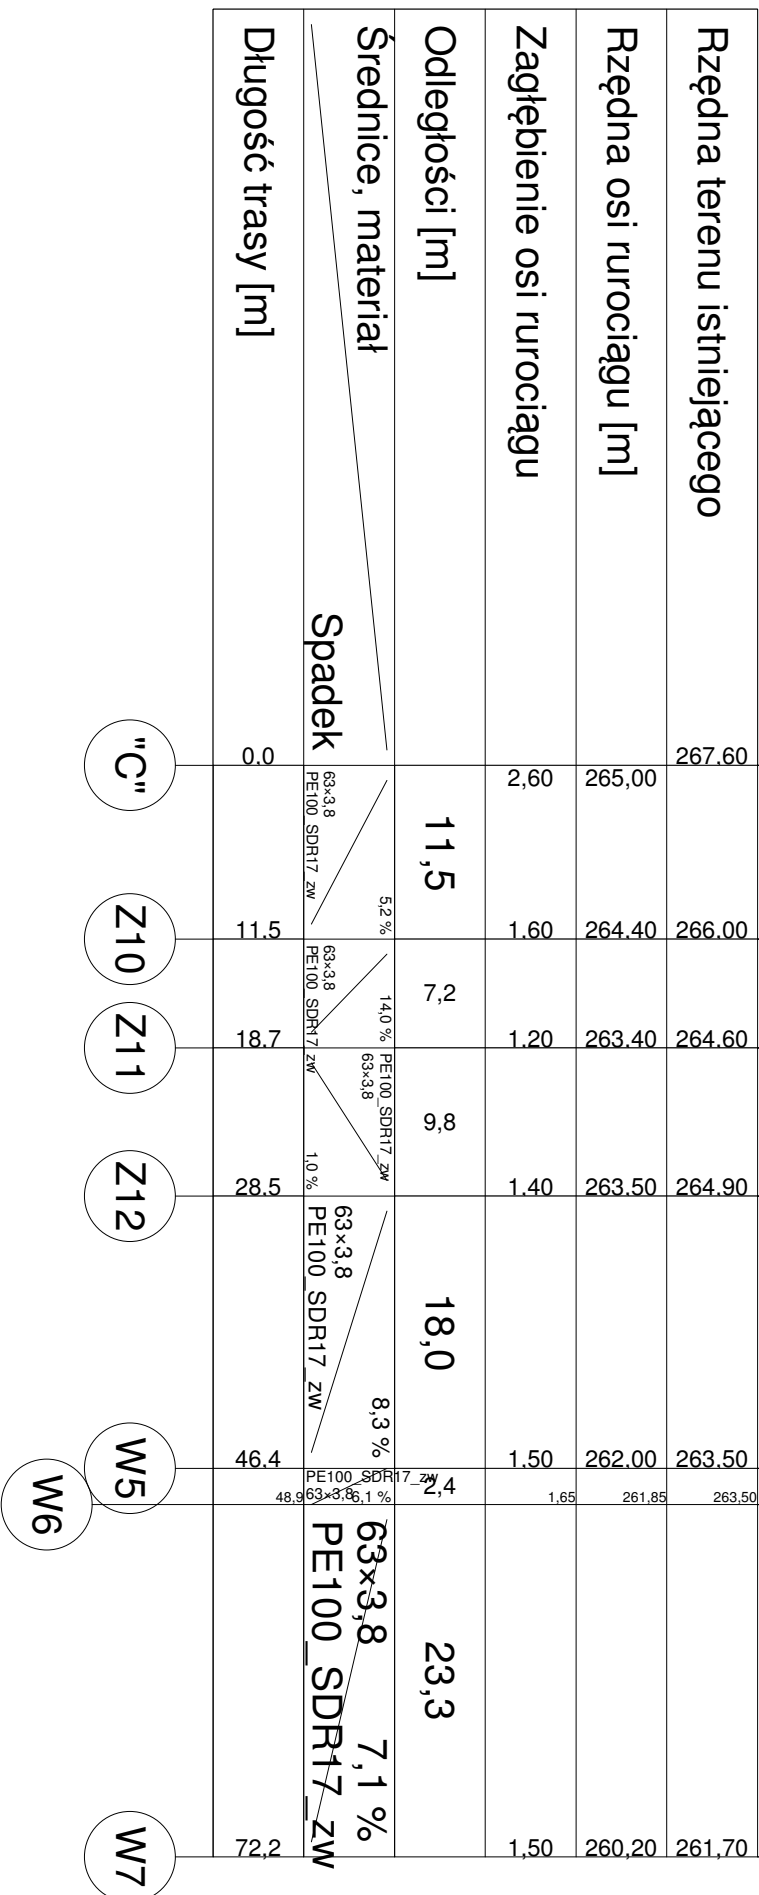 Rzędna terenu istniejącego
267.60
266.00
264.60
264.90
263.50
263,50
261,70
Rzędna osi rurociągu [m]
265,00
264.40
263.40
263.50
262.00
261,85
260,20
Zagłębienie osi rurociągu
2,60
1.60
1.20
1.40
1.50
1,65
1,50
Odległości [m]
11,5
7,2
9,8
18,0
2,4
23,3
Średnice, materiał
Spadek
63×3,8
PE100_SDR17_zw
5,2 %
63×3,8
PE100_SDR17_zw
14,0 %
PE100_SDR17_zw
63×3,8
1,0 %
63×3,8
PE100_SDR17_zw
8,3 %
PE100_SDR17_zw
63×3,8
6,1 %
63×3,8
7,1 %
PE100_SDR17_zw
Długość trasy [m]
0.0
11.5
18.7
28.5
46.4
48,9
72,2
"C"
Z10
Z11
Z12
W5
W6
W7